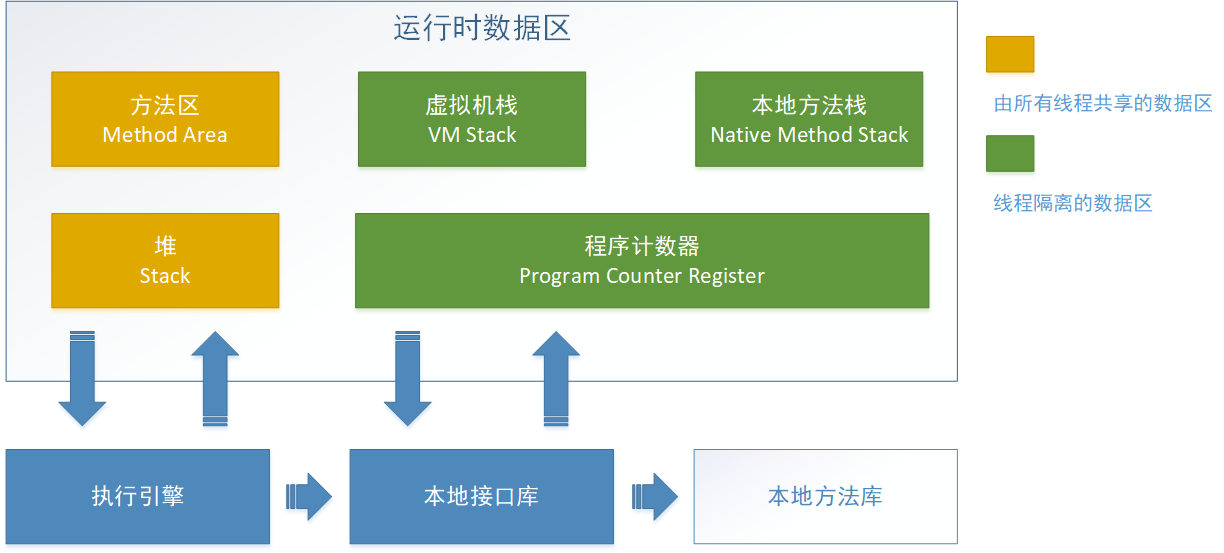 运行时数据区
方法区
Method Area
虚拟机栈
VM Stack
本地方法栈
Native Method Stack
堆
Stack
程序计数器
Program Counter Register
执行引擎
本地接口库
本地方法库
由所有线程共享的数据区
线程隔离的数据区